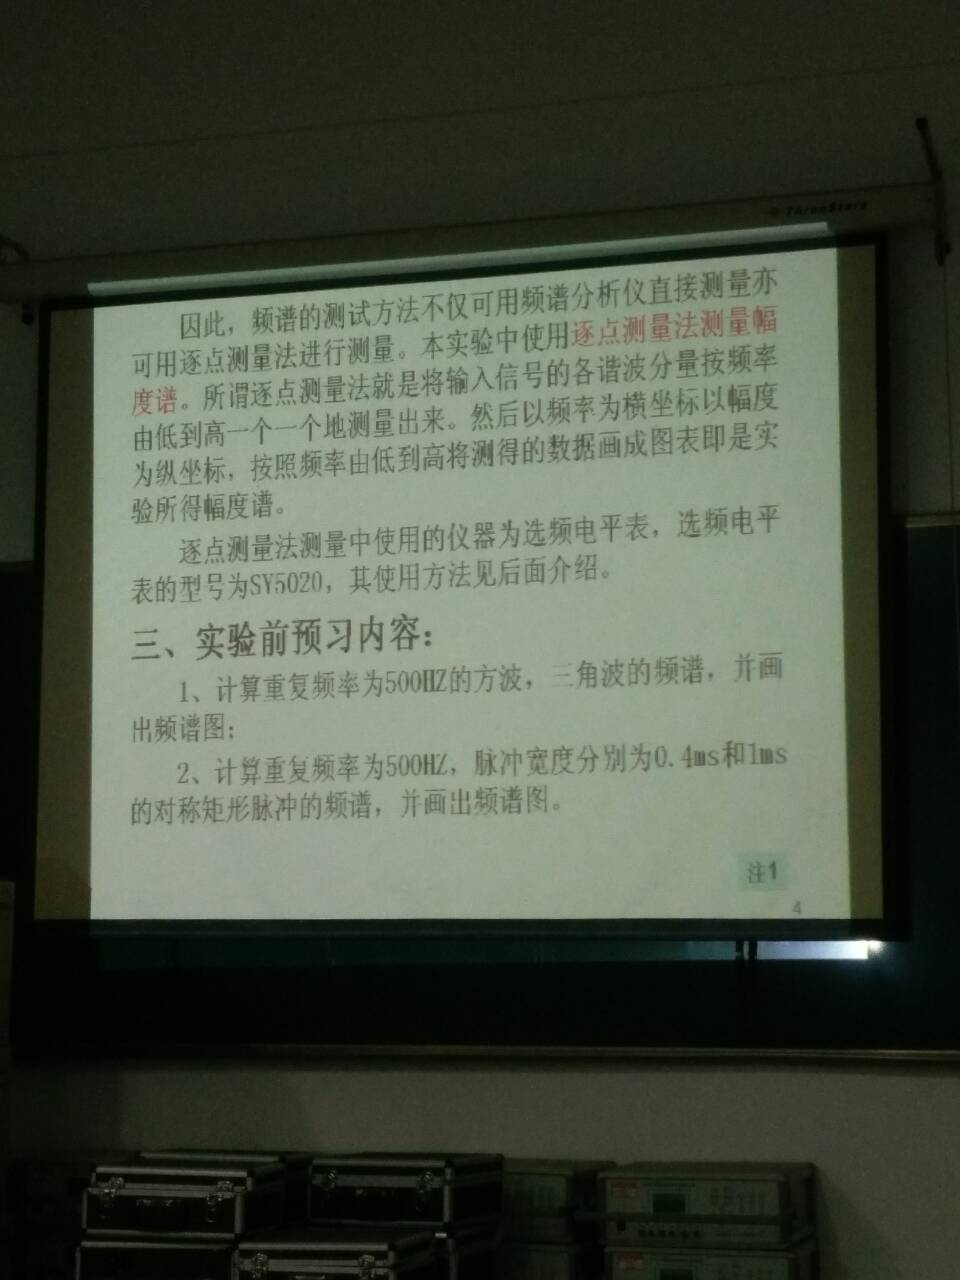 ThreeStars
因此，频谱的测试方法不仅可用频谱分析仪直接测量亦
可用逐点测量法进行测量。本实验中使用逐点测量法测量幅
度谱。所谓逐点测量法就是将输入信号的各谐波分量按频率
由低到高一个一个地测量出来。然后以频率为横坐标以幅度
为纵坐标，按照频率由低到高将测得的数据画成图表即是实
验所得幅度谱。
逐点测量法测量中使用的仪器为选频电平表，选频电平
表的型号为SY5020，其使用方法见后面介绍。
三、实验前预习内容：
1、计算重复频率为500HZ的方波，三角波的频谱，并画
出频谱图；
2、计算重复频率为500HZ，脉冲宽度分别为0.4ms和1ms
的对称矩形脉冲的频谱，并画出频谱图。
注1
4